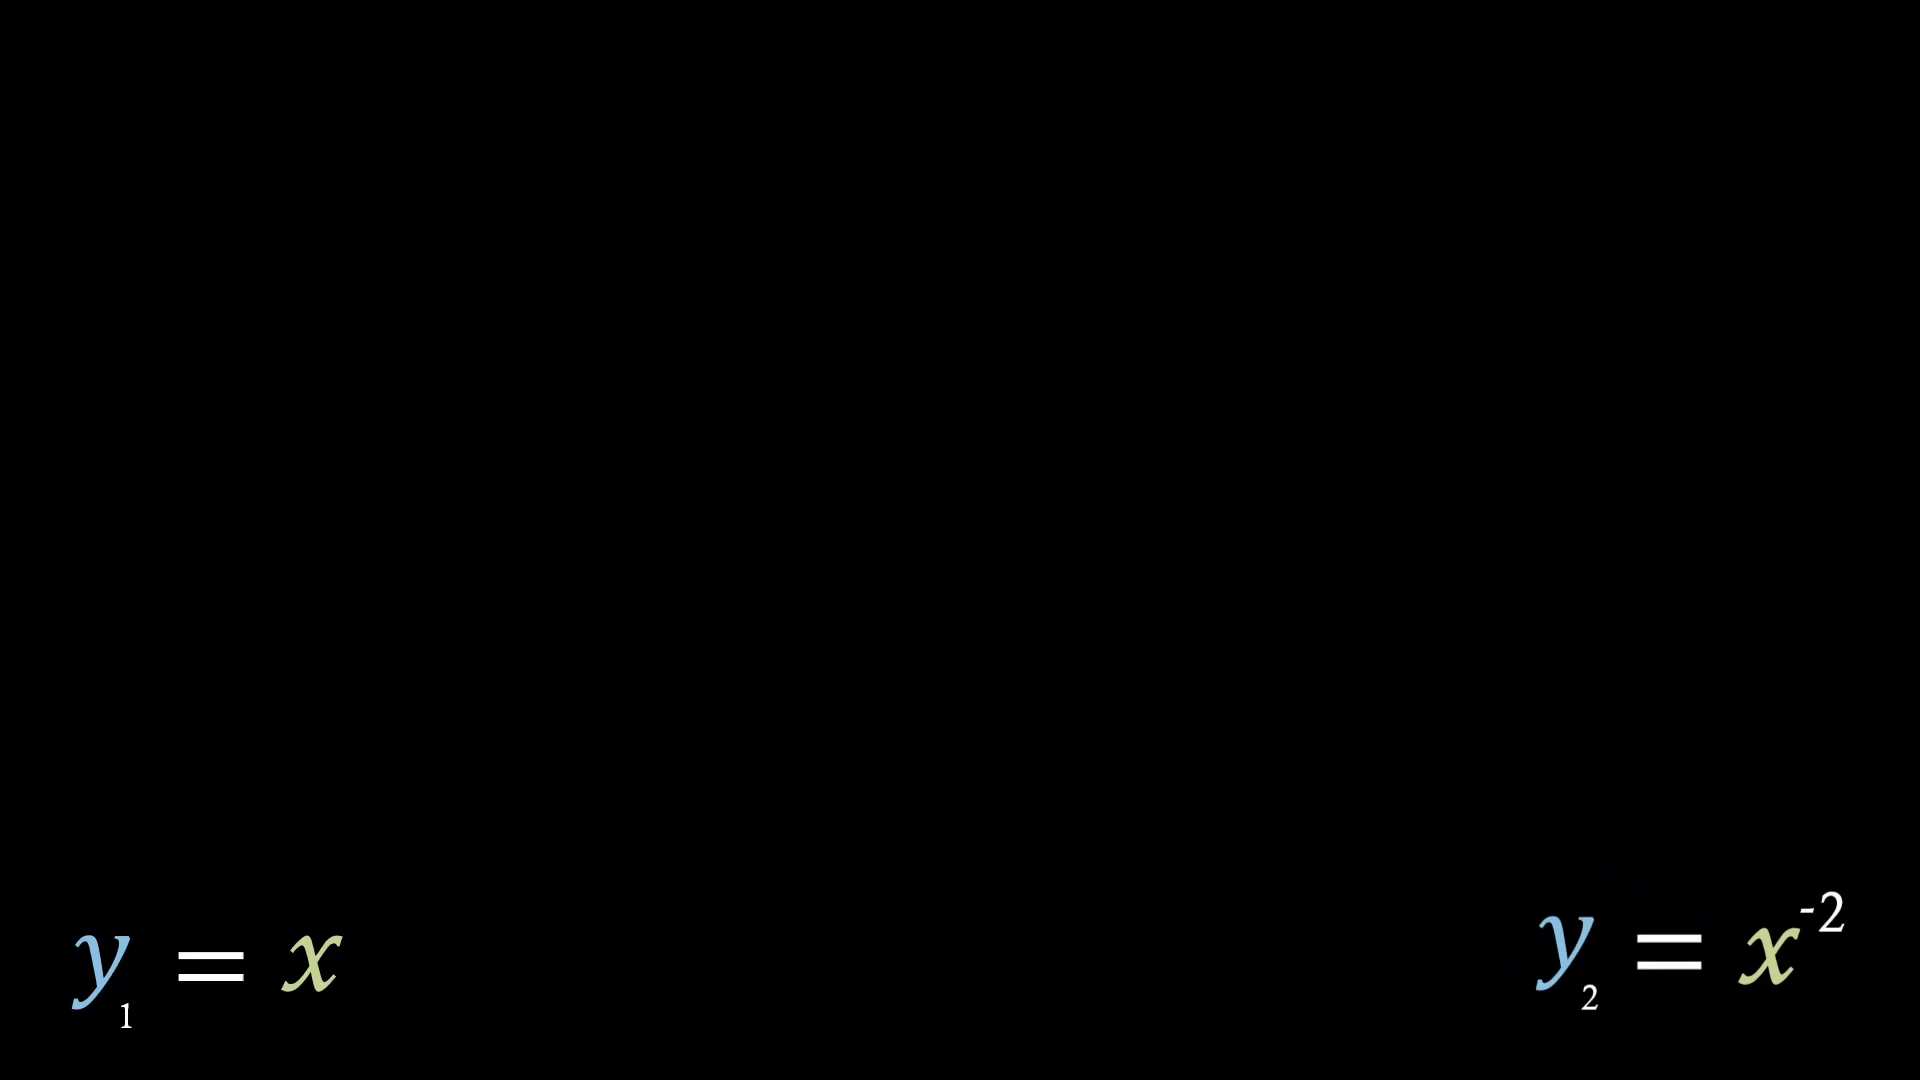 y₁ = x
y₂ = x⁻²